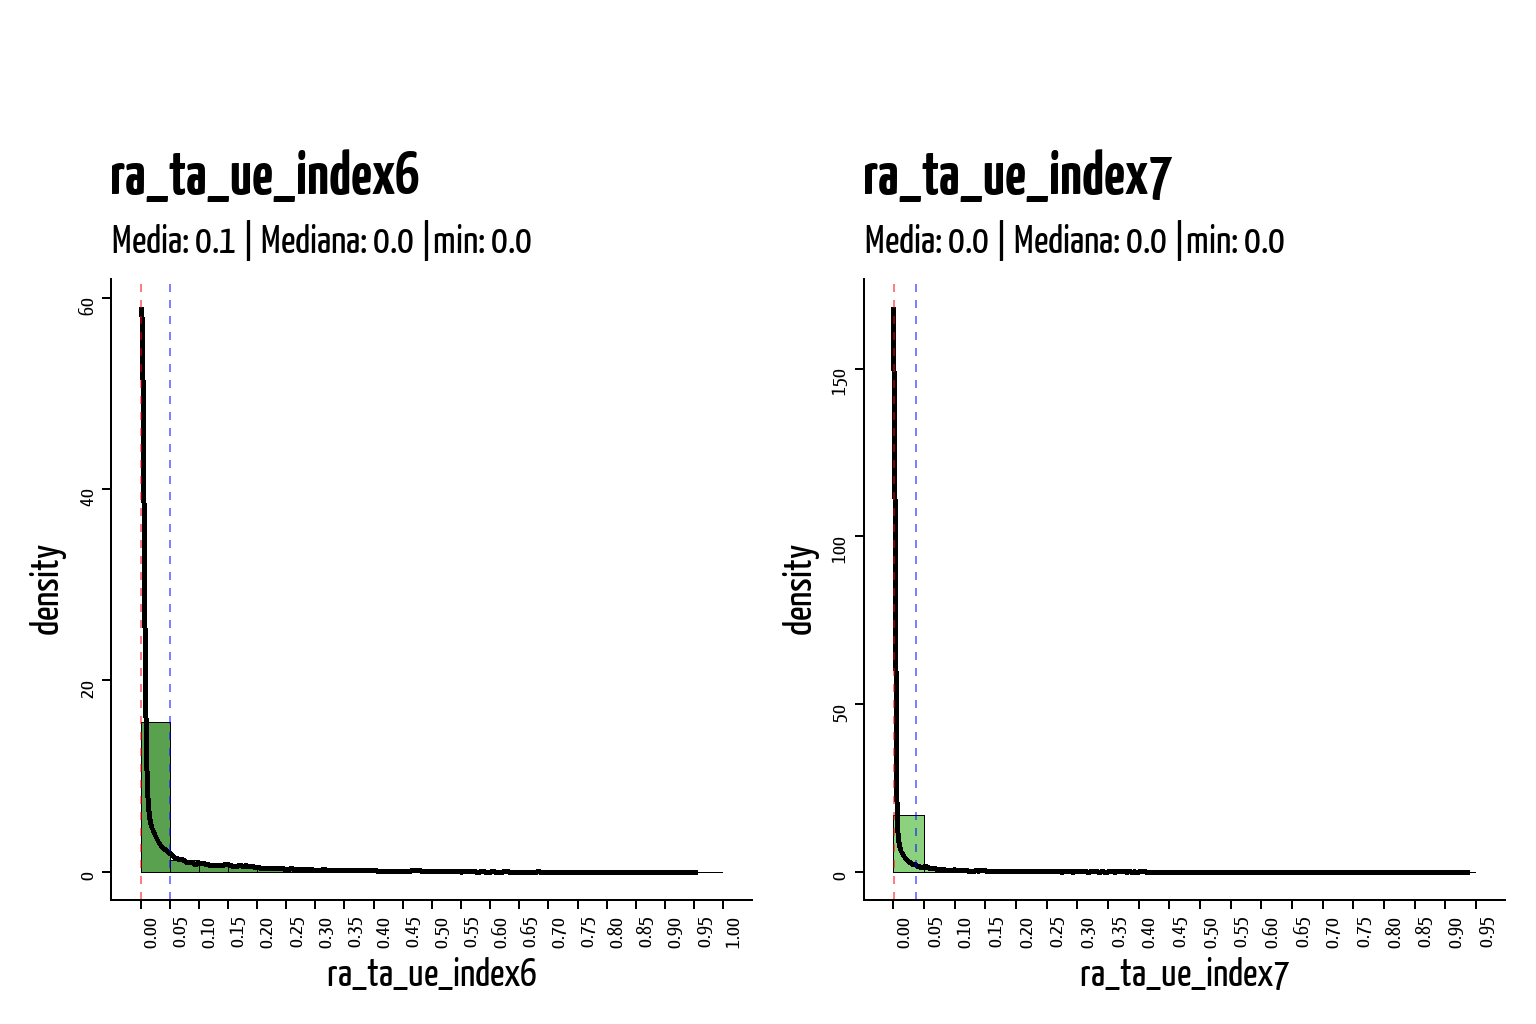 ra_ta_ue_index6
Media: 0.1 | Mediana: 0.0 |min: 0.0
60
40
20
0
density
0.00 0.05 0.10 0.15 0.20 0.25 0.30 0.35 0.40 0.45 0.50 0.55 0.60 0.65 0.70 0.75 0.80 0.85 0.90 0.95 1.00
ra_ta_ue_index6
ra_ta_ue_index7
Media: 0.0 | Mediana: 0.0 |min: 0.0
150
100
50
0
density
0.00 0.05 0.10 0.15 0.20 0.25 0.30 0.35 0.40 0.45 0.50 0.55 0.60 0.65 0.70 0.75 0.80 0.85 0.90 0.95
ra_ta_ue_index7